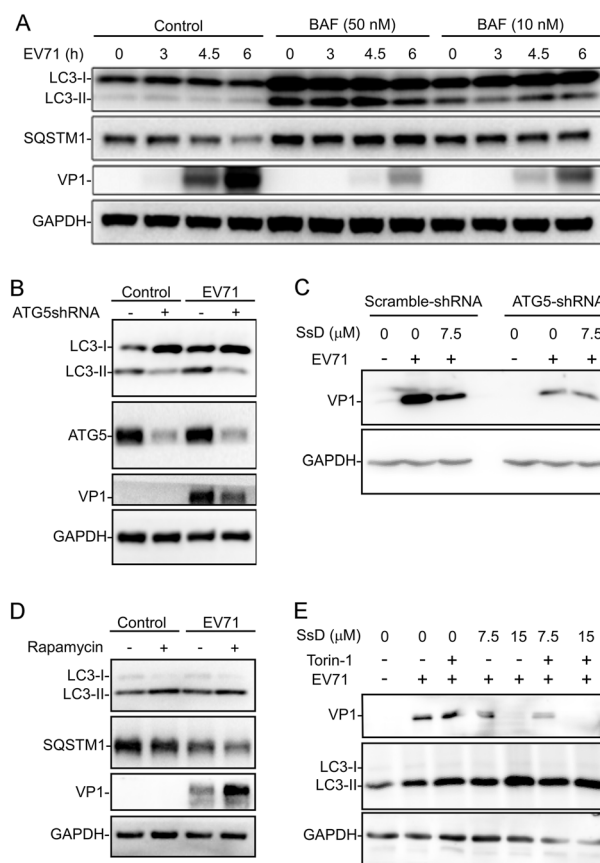 A
Control BAF (50 nM) BAF (10 nM)
EV71 (h) 0 3 4.5 6 0 3 4.5 6 0 3 4.5 6
LC3-I
LC3-II
SQSTM1
VP1
GAPDH
B
Control EV71
ATG5shRNA - + - +
LC3-I
LC3-II
ATG5
VP1
GAPDH
C
Scramble-shRNA ATG5-shRNA
SsD (μM) 0 0 7.5 0 0 7.5
EV71 - + + - + +
VP1
GAPDH
D
Control EV71
Rapamycin - + - +
LC3-I
LC3-II
SQSTM1
VP1
GAPDH
E
SsD (μM) 0 0 0 7.5 15 7.5 15
Torin-1 - - + - - + +
EV71 - + + + + + +
VP1
LC3-I
LC3-II
GAPDH